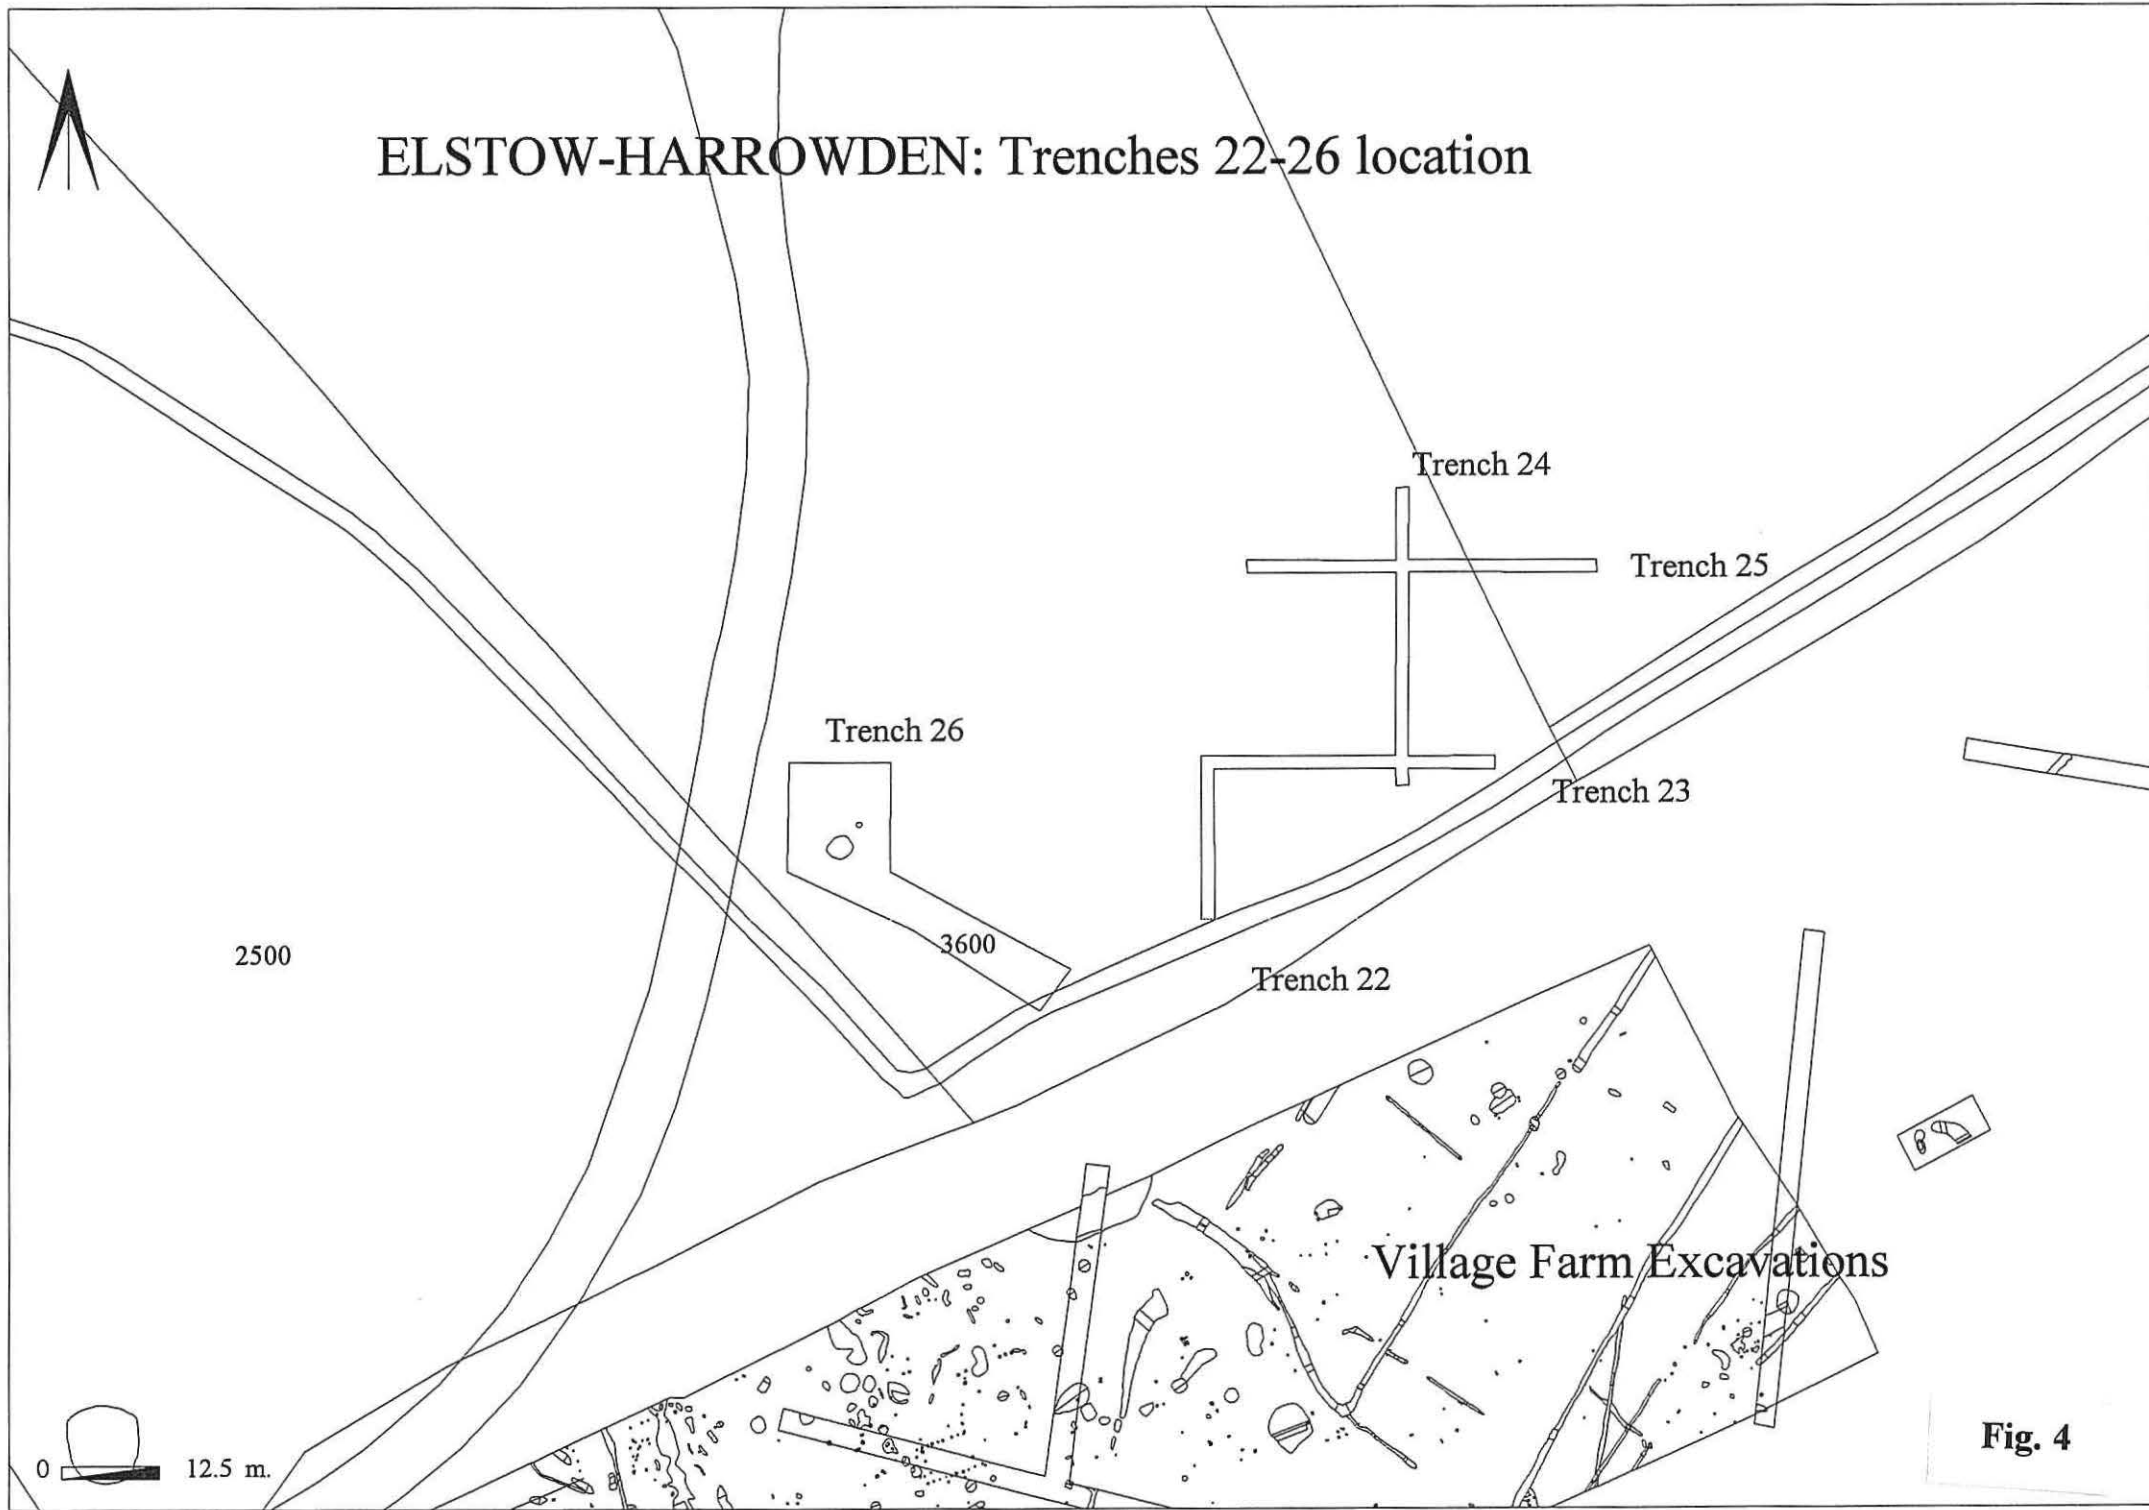 ELSTOW-HARROWDEN: Trenches 22-26 location
Trench 24
Trench 25
Trench 26
Trench 23
3600
2500
Trench 22
Village Farm Excavations
Fig. 4
0 12.5 m.